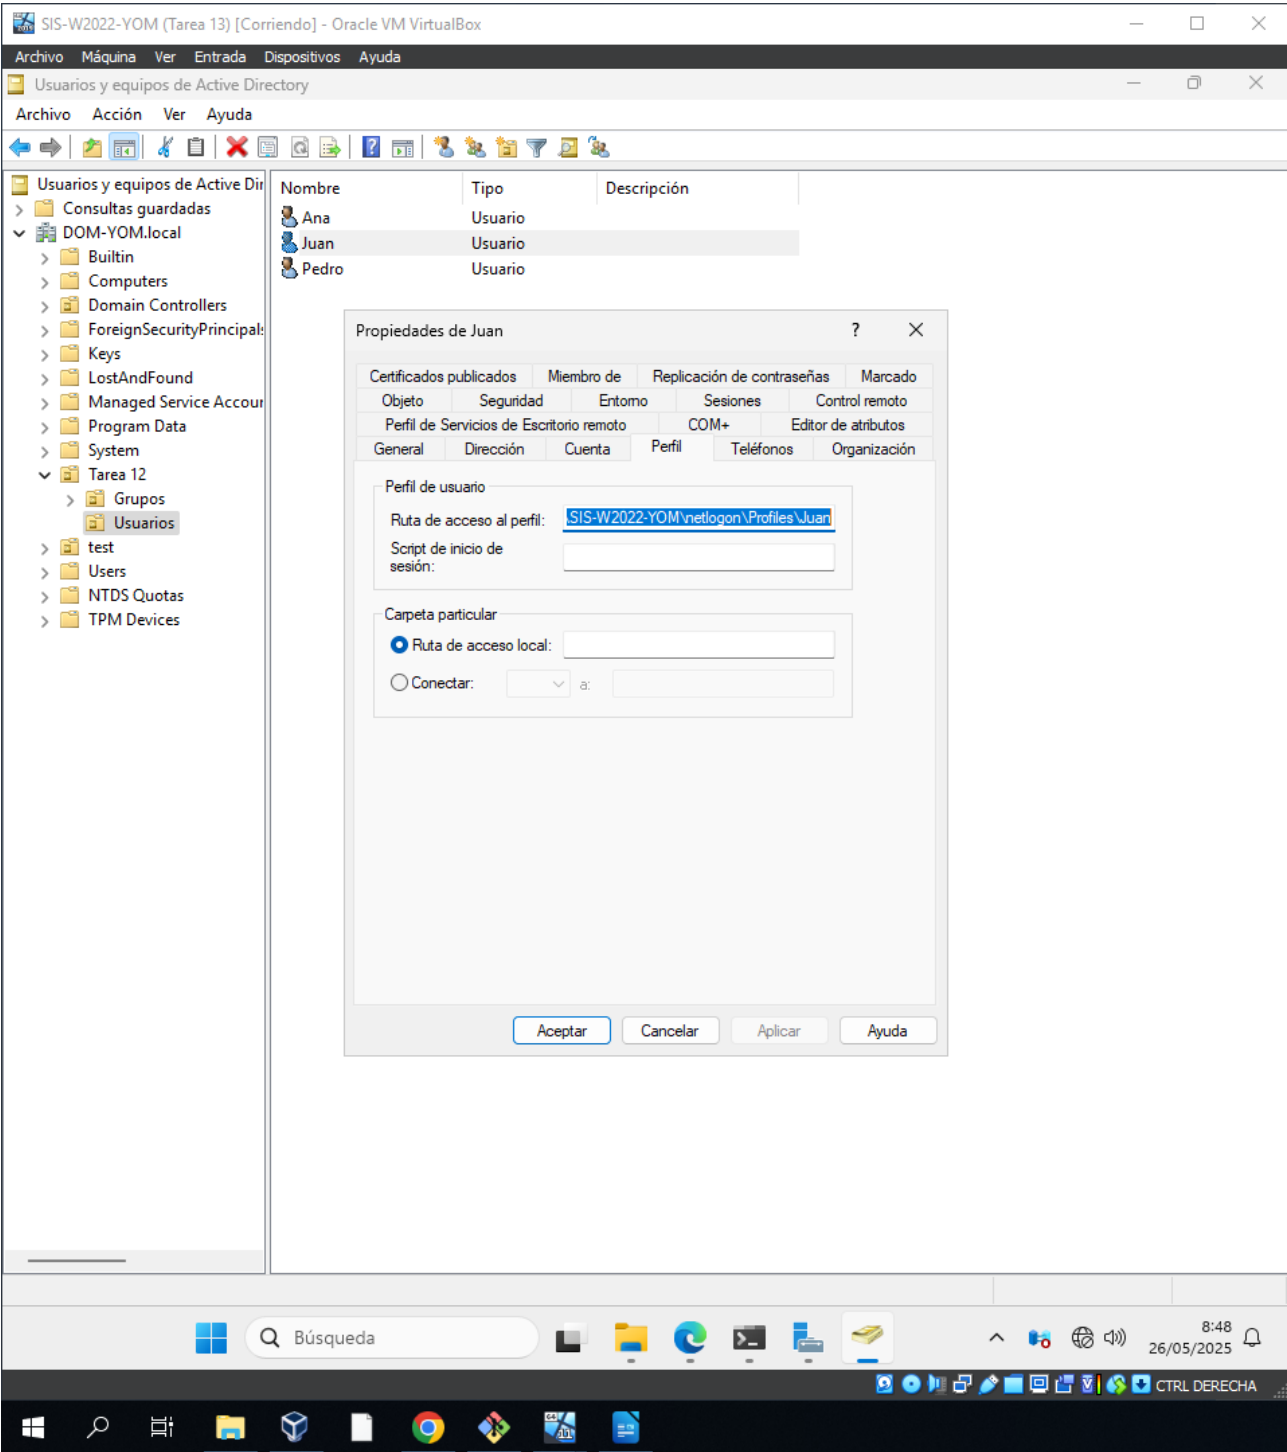 SIS-W2022-YOM (Tarea 13) [Corriendo] - Oracle VM VirtualBox
Archivo Máquina Ver Entrada Dispositivos Ayuda
Usuarios y equipos de Active Directory
Archivo Acción Ver Ayuda
Usuarios y equipos de Active Dir
Consultas guardadas
DOM-YOM.local
Builtin
Computers
Domain Controllers
ForeignSecurityPrincipals
Keys
LostAndFound
Managed Service Accour
Program Data
System
Tarea 12
Grupos
Usuarios
test
Users
NTDS Quotas
TPM Devices
Nombre Tipo Descripción
Ana Usuario
Juan Usuario
Pedro Usuario
Propiedades de Juan
Certificados publicados Miembro de Replicación de contraseñas Marcado
Objeto Seguridad Entorno Sesiones Control remoto
Perfil de Servicios de Escritorio remoto COM+ Editor de atributos
General Dirección Cuenta Perfil Teléfonos Organización
Perfil de usuario
Ruta de acceso al perfil: \SIS-W2022-YOM\netlogon\Profiles\Juan
Script de inicio de
sesión:
Carpeta particular
Ruta de acceso local:
Conectar: a:
Aceptar Cancelar Aplicar Ayuda
Búsqueda
8:48
26/05/2025
CTRL DERECHA